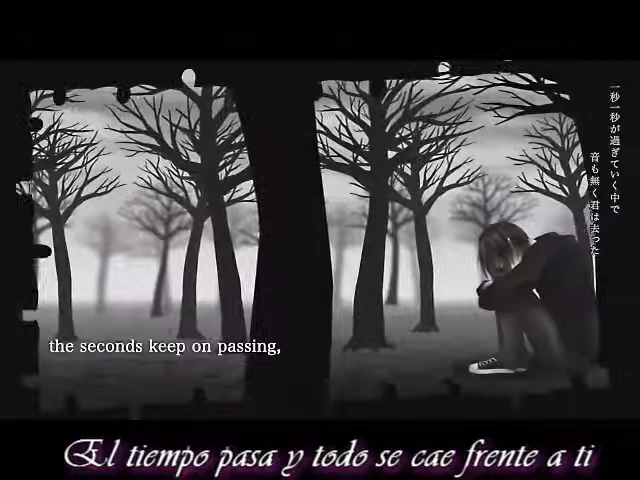 一秒一秒が過ぎていく中で
音も無く君は去った
the seconds keep on passing,
El tiempo pasa y todo se cae frente a ti